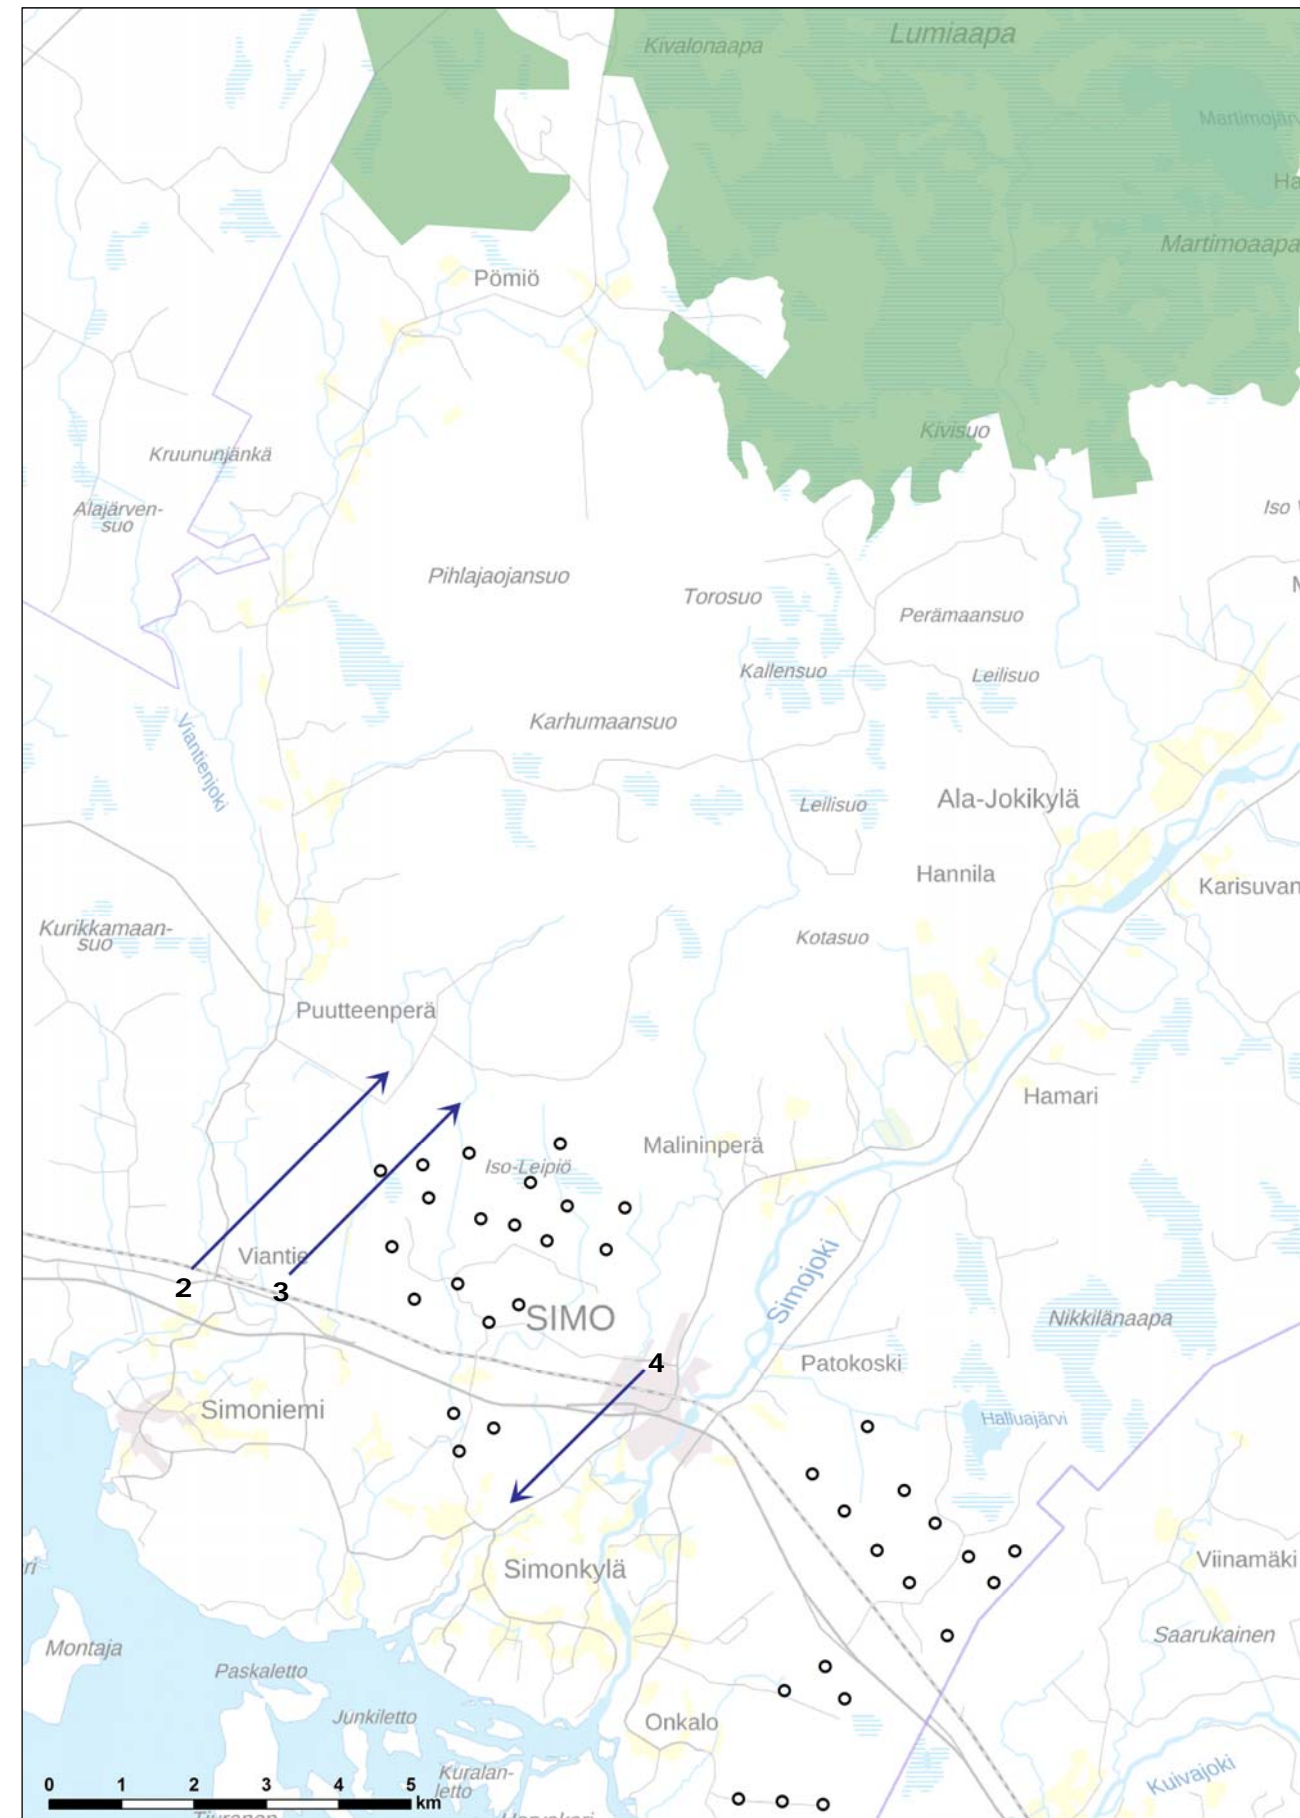 Lumiaapa
Kivalonaapa
Martimojärv
Ha
Martimoaapa
Pömiö
Kivisuo
Kruununjänkä
Alajärven-
suo
Iso
Pihlajaojansuo
Torosuo
Perämaansuo
Kallensuo
Leilisuo
Karhumaansuo
Viantienjoki
Ala-Jokikylä
Leilisuo
Hannila
Karisuvan
Kurikkamaan-
suo
Kotasuo
Puutteenperä
Hamari
Malininperä
Iso-Leipiö
Viantie
2
3
Simojoki
SIMO
Nikkilänaapa
4
Patokoski
Simoniemi
Halluajärvi
Simonkylä
Viinamäki
ri
Montaja
Saarukainen
Paskaletto
Junkiletto
Onkalo
Kuralan-
letto
Kuivajoki
0 1 2 3 4 5
km